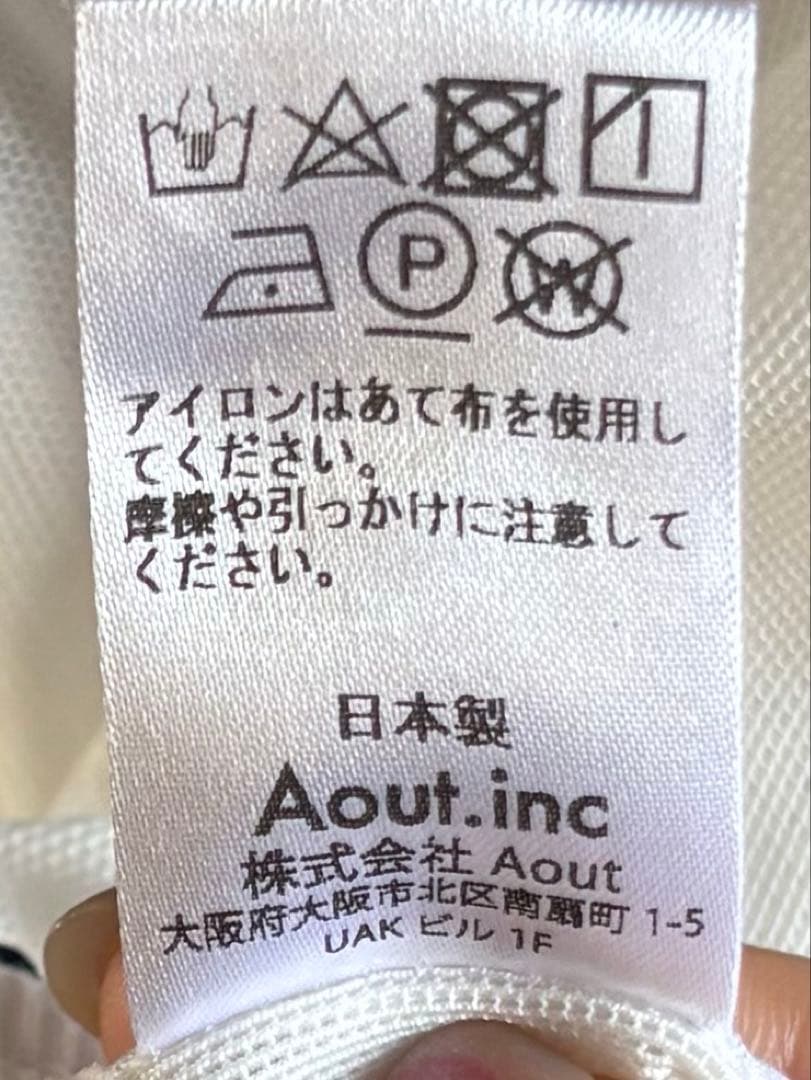 P
W
アイロンはあて布を使用し
てください。
摩擦や引っかけに注意して
ください。
日本製
Aout.inc
株式会社 Aout
大阪府大阪市北区南扇町 1-5
UAK ビル 1F